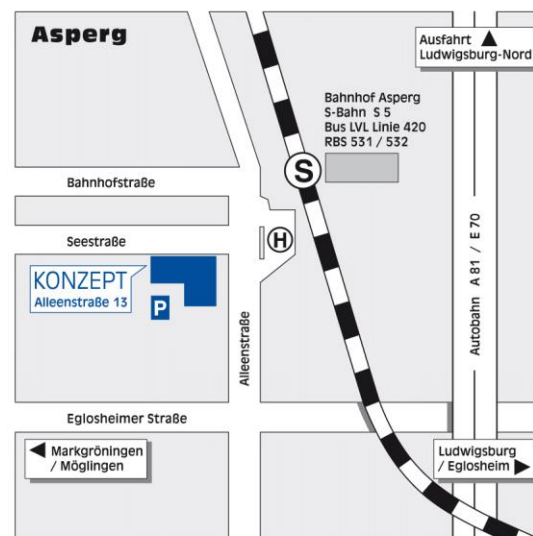 Asperg
Ausfahrt ▲
Ludwigsburg-Nord
Bahnhof Asperg
S-Bahn S 5
Bus LVL Linie 420
RBS 531 / 532
S
Bahnhofstraße
Seestraße
H
KONZEPT
Alleenstraße 13
P
Alleenstraße
Autobahn A 81 / E 70
Eglosheimer Straße
◀ Markgröningen
/ Möglingen
Ludwigsburg
/ Eglosheim ▶